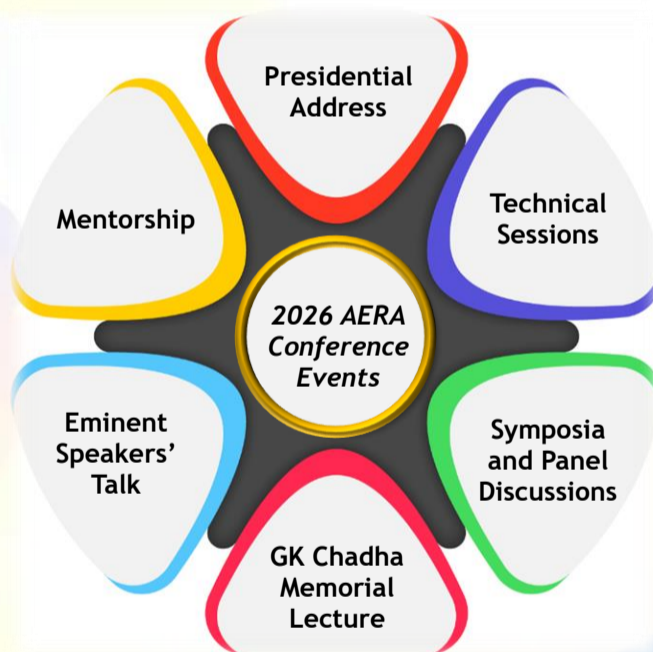 Presidential
Address
Technical
Sessions
Symposia
and Panel
Discussions
GK Chadha
Memorial
Lecture
Eminent
Speakers’
Talk
Mentorship
2026 AERA
Conference
Events